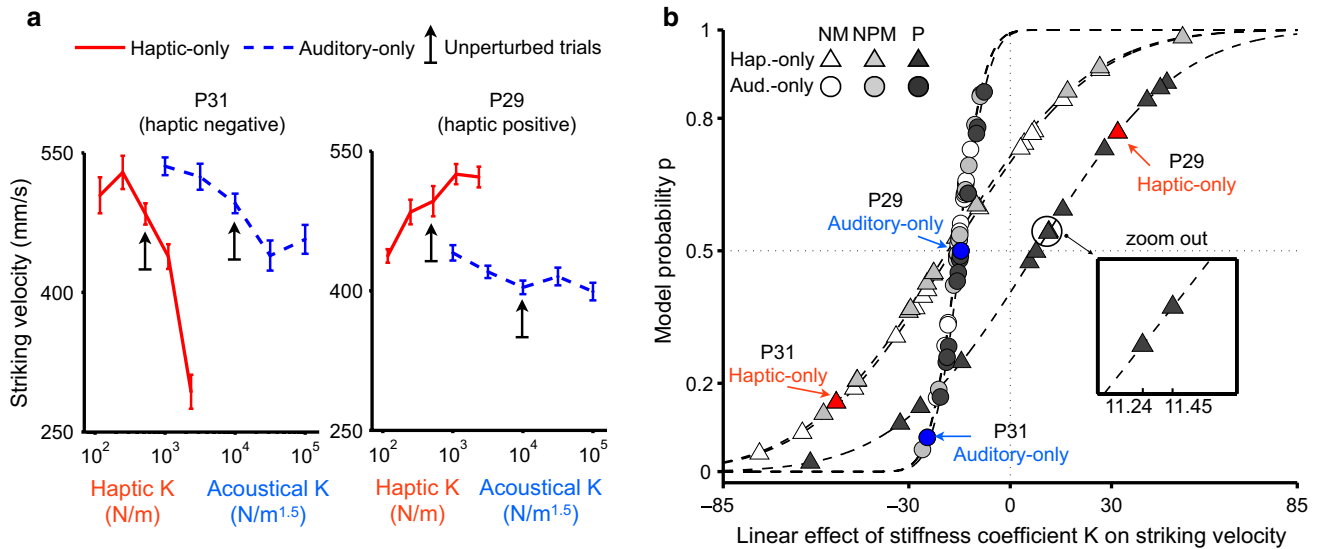 a
Haptic-only
Auditory-only
Unperturbed trials
P31
(haptic negative)
P29
(haptic positive)
Striking velocity (mm/s)
550
400
250
10²
10³
10⁴
10⁵
Haptic K
(N/m)
Acoustical K
(N/m¹·⁵)
550
400
250
10²
10³
10⁴
10⁵
Haptic K
(N/m)
Acoustical K
(N/m¹·⁵)
b
NM NPM P
Hap.-only
Aud.-only
Model probability p
1
0.8
0.5
0.2
0
P29
Auditory-only
P29
Haptic-only
P31
Haptic-only
P31
Auditory-only
zoom out
11.24
11.45
–85
–30
0
30
85
Linear effect of stiffness coefficient K on striking velocity